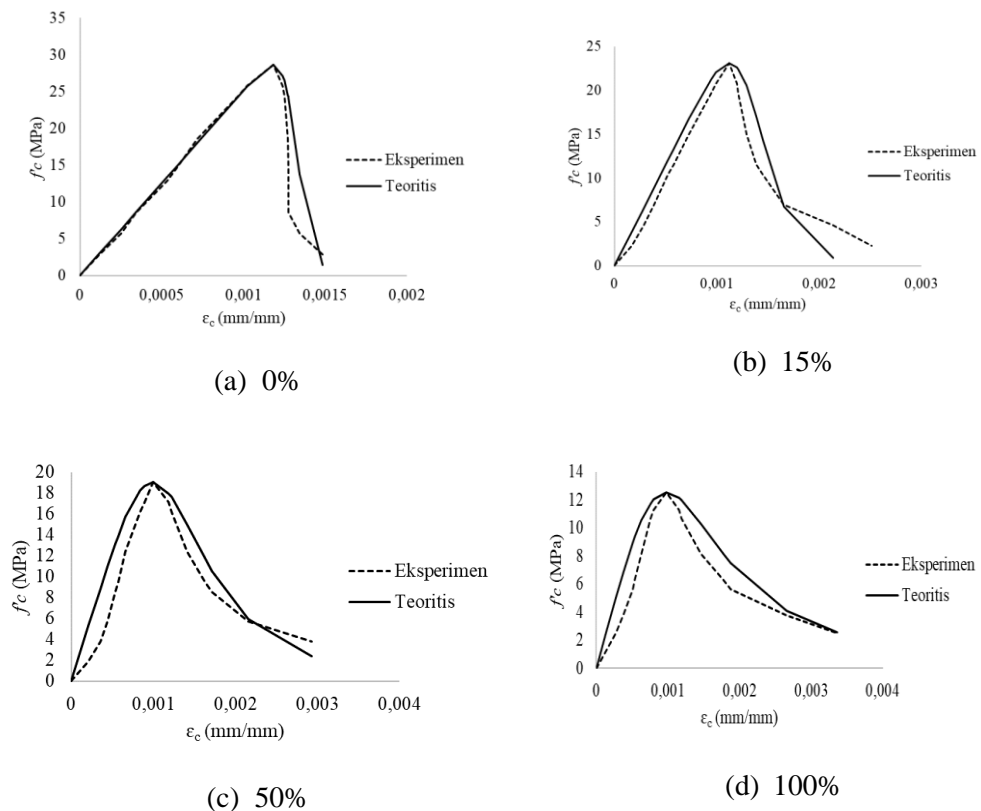 35
30
25
20
15
10
5
0
f'c (MPa)
0 0,0005 0,001 0,0015 0,002
εc (mm/mm)
Eksperimen
Teoritis
(a) 0%
25
20
15
10
5
0
f'c (MPa)
0 0,001 0,002 0,003
εc (mm/mm)
Eksperimen
Teoritis
(b) 15%
20
18
16
14
12
10
8
6
4
2
0
f'c (MPa)
0 0,001 0,002 0,003 0,004
εc (mm/mm)
Eksperimen
Teoritis
(c) 50%
14
12
10
8
6
4
2
0
f'c (MPa)
0 0,001 0,002 0,003 0,004
εc (mm/mm)
Eksperimen
Teoritis
(d) 100%